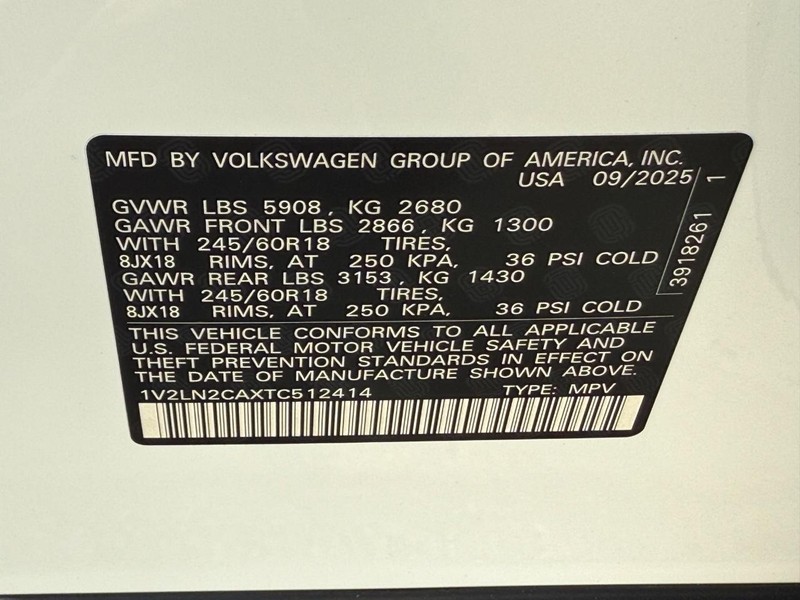 MFD BY VOLKSWAGEN GROUP OF AMERICA, INC.
USA 09/2025
GVWR LBS 5908, KG 2680
GAWR FRONT LBS 2866, KG 1300
WITH 245/60R18 TIRES,
8JX18 RIMS, AT 250 KPA, 36 PSI COLD
GAWR REAR LBS 3153, KG 1430
WITH 245/60R18 TIRES,
8JX18 RIMS, AT 250 KPA, 36 PSI COLD
THIS VEHICLE CONFORMS TO ALL APPLICABLE
U.S. FEDERAL MOTOR VEHICLE SAFETY AND
THEFT PREVENTION STANDARDS IN EFFECT ON
THE DATE OF MANUFACTURE SHOWN ABOVE.
1V2LN2CAXTC512414 TYPE: MPV
3918261 1